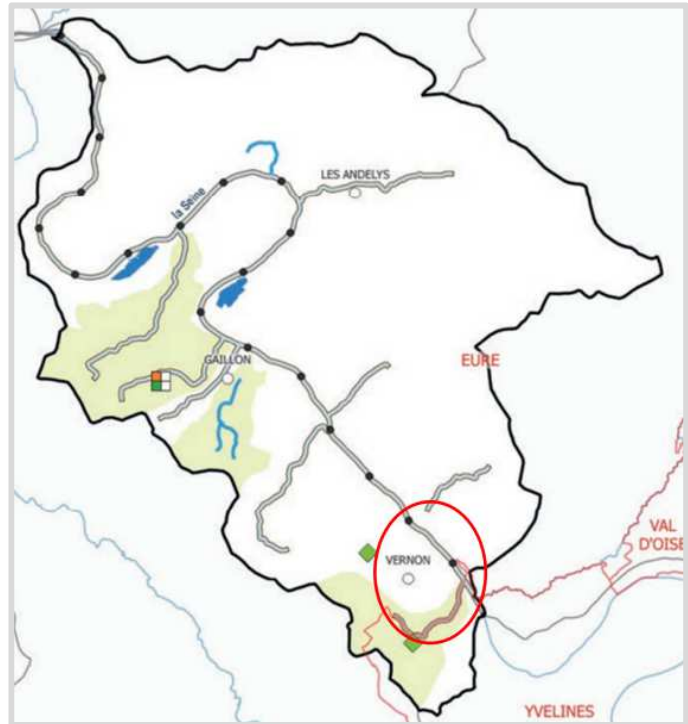 LES ANDELYS
la Seine
GAILLON
EURE
VAL
D'OISE
VERNON
YVELINES